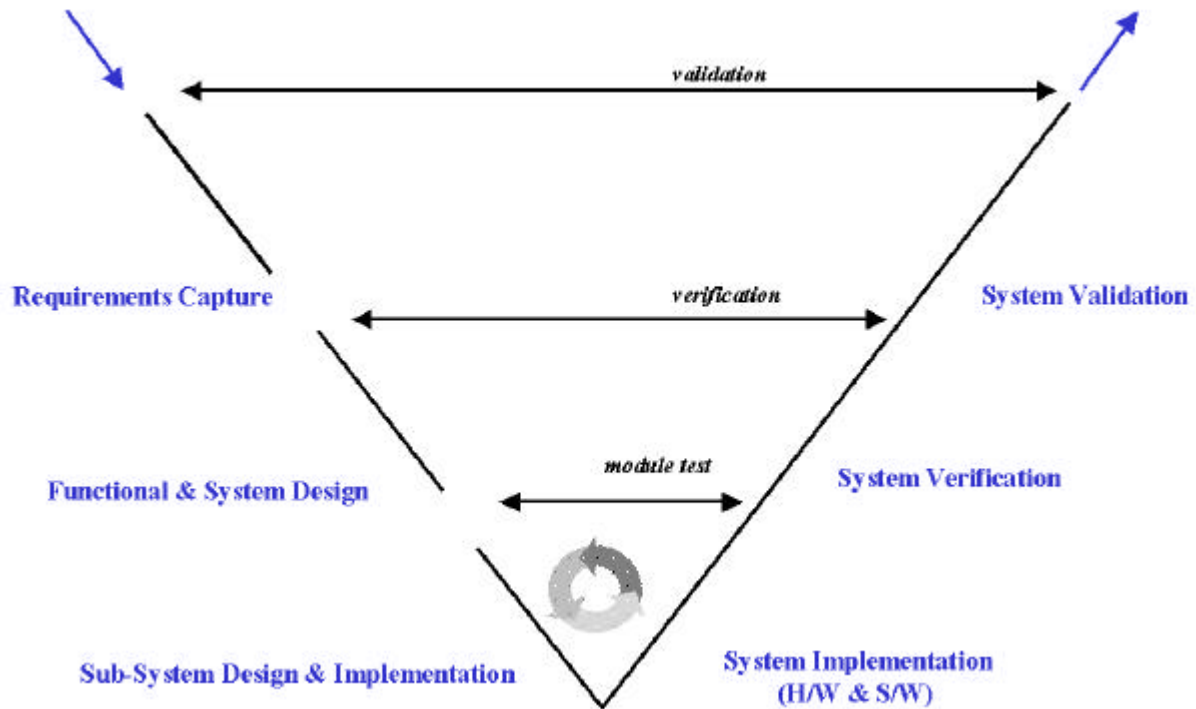 validation
Requirements Capture
verification
System Validation
module test
Functional & System Design
System Verification
Sub-System Design & Implementation
System Implementation
(H/W & S/W)